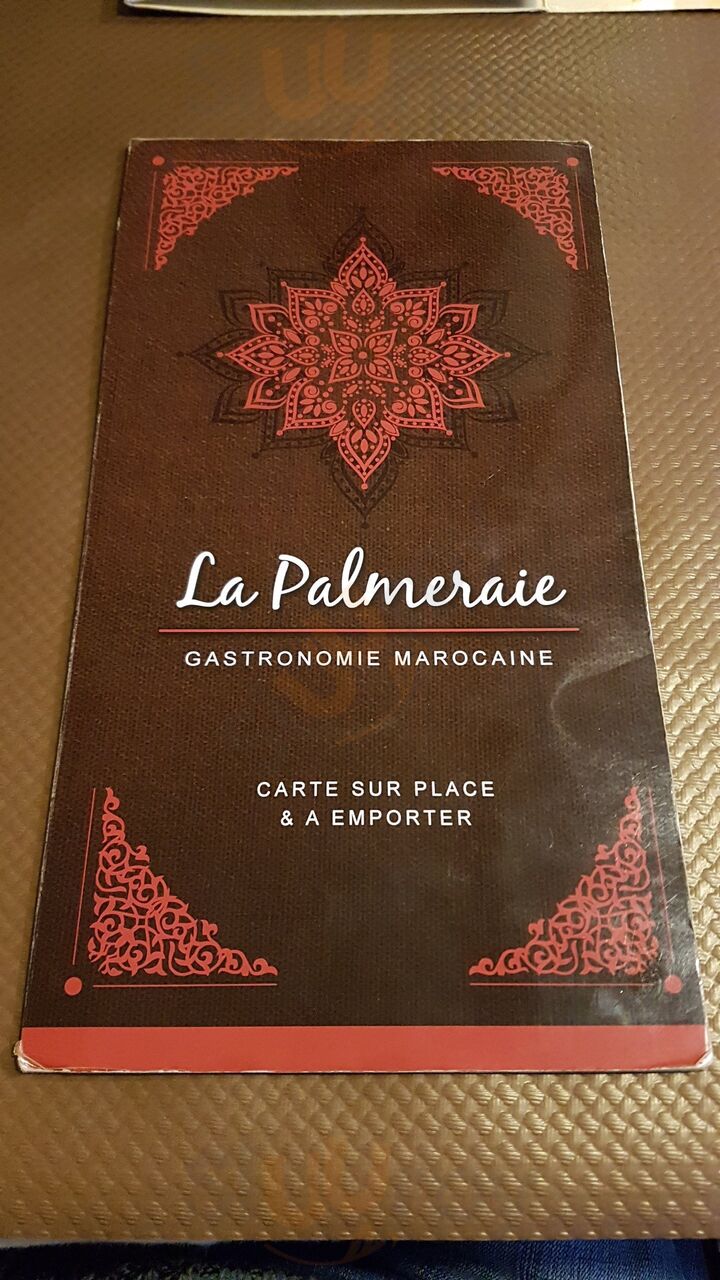 La Palmeraie
GASTRONOMIE MAROCAINE
CARTE SUR PLACE
& A EMPORTER